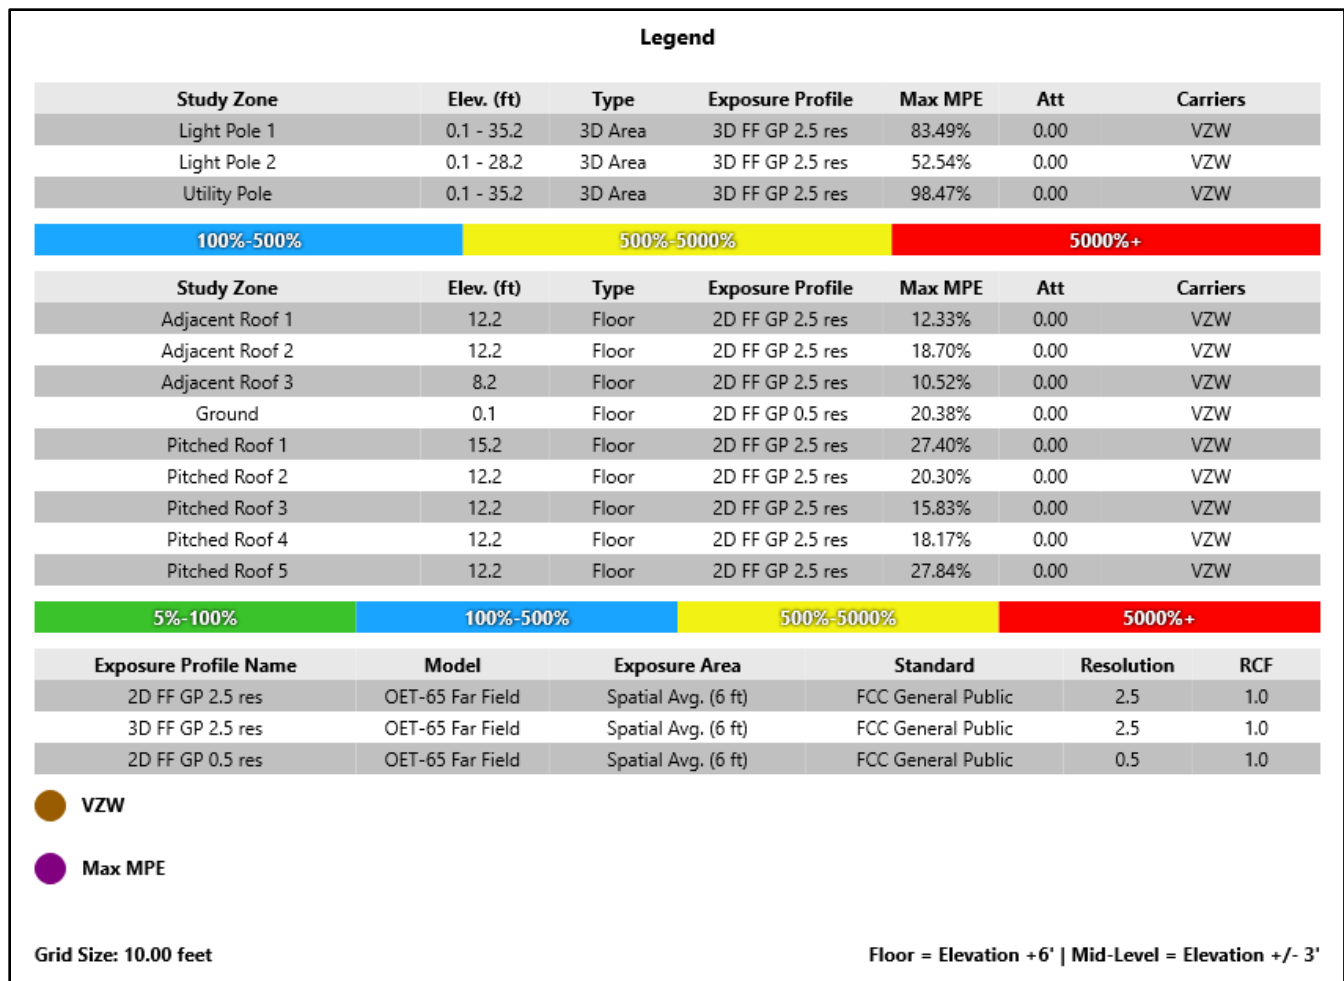 Legend
Study Zone Elev. (ft) Type Exposure Profile Max MPE Att Carriers
Light Pole 1 0.1 - 35.2 3D Area 3D FF GP 2.5 res 83.49% 0.00 VZW
Light Pole 2 0.1 - 28.2 3D Area 3D FF GP 2.5 res 52.54% 0.00 VZW
Utility Pole 0.1 - 35.2 3D Area 3D FF GP 2.5 res 98.47% 0.00 VZW
100%-500% 500%-5000% 5000%+
Study Zone Elev. (ft) Type Exposure Profile Max MPE Att Carriers
Adjacent Roof 1 12.2 Floor 2D FF GP 2.5 res 12.33% 0.00 VZW
Adjacent Roof 2 12.2 Floor 2D FF GP 2.5 res 18.70% 0.00 VZW
Adjacent Roof 3 8.2 Floor 2D FF GP 2.5 res 10.52% 0.00 VZW
Ground 0.1 Floor 2D FF GP 0.5 res 20.38% 0.00 VZW
Pitched Roof 1 15.2 Floor 2D FF GP 2.5 res 27.40% 0.00 VZW
Pitched Roof 2 12.2 Floor 2D FF GP 2.5 res 20.30% 0.00 VZW
Pitched Roof 3 12.2 Floor 2D FF GP 2.5 res 15.83% 0.00 VZW
Pitched Roof 4 12.2 Floor 2D FF GP 2.5 res 18.17% 0.00 VZW
Pitched Roof 5 12.2 Floor 2D FF GP 2.5 res 27.84% 0.00 VZW
5%-100% 100%-500% 500%-5000% 5000%+
Exposure Profile Name Model Exposure Area Standard Resolution RCF
2D FF GP 2.5 res OET-65 Far Field Spatial Avg. (6 ft) FCC General Public 2.5 1.0
3D FF GP 2.5 res OET-65 Far Field Spatial Avg. (6 ft) FCC General Public 2.5 1.0
2D FF GP 0.5 res OET-65 Far Field Spatial Avg. (6 ft) FCC General Public 0.5 1.0
VZW
Max MPE
Grid Size: 10.00 feet Floor = Elevation +6' | Mid-Level = Elevation +/- 3'